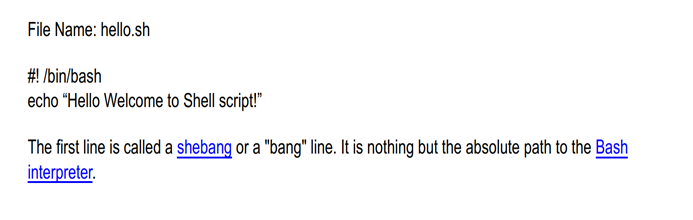 File Name: hello.sh
#! /bin/bash
echo “Hello Welcome to Shell script!”
The first line is called a shebang or a "bang" line. It is nothing but the absolute path to the Bash
interpreter.